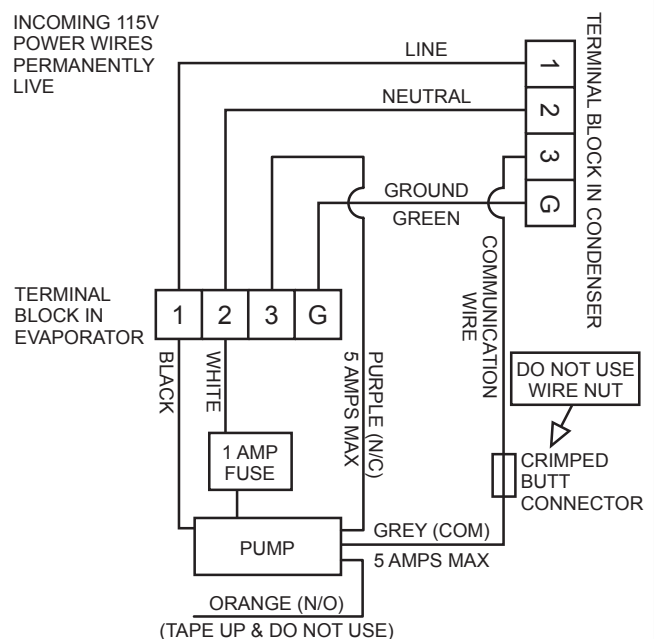 INCOMING 115V
POWER WIRES
PERMANENTLY
LIVE
LINE
NEUTRAL
GROUND
GREEN
1
2
3
G
TERMINAL BLOCK IN CONDENSER
TERMINAL
BLOCK IN
EVAPORATOR
1
2
3
G
BLACK
WHITE
PURPLE (N/C)
5 AMPS MAX
COMMUNICATION
WIRE
DO NOT USE
WIRE NUT
1 AMP
FUSE
CRIMPED
BUTT
CONNECTOR
PUMP
GREY (COM)
5 AMPS MAX
ORANGE (N/O)
(TAPE UP & DO NOT USE)